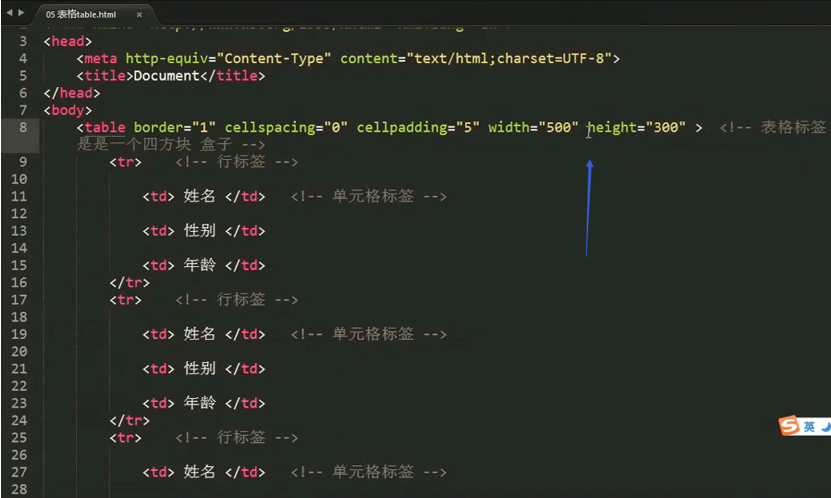 05 表格table.html ×
3 <head>
4 <meta http-equiv="Content-Type" content="text/html;charset=UTF-8">
5 <title>Document</title>
6 </head>
7 <body>
8 <table border="1" cellspacing="0" cellpadding="5" width="500" height="300" > <!-- 表格标签
是是一个四方块 盒子 -->
9 <tr> <!-- 行标签 -->
10
11 <td> 姓名 </td> <!-- 单元格标签 -->
12
13 <td> 性别 </td>
14
15 <td> 年龄 </td>
16 </tr>
17 <tr> <!-- 行标签 -->
18
19 <td> 姓名 </td> <!-- 单元格标签 -->
20
21 <td> 性别 </td>
22
23 <td> 年龄 </td>
24 </tr>
25 <tr> <!-- 行标签 -->
26
27 <td> 姓名 </td> <!-- 单元格标签 -->
28
S 英